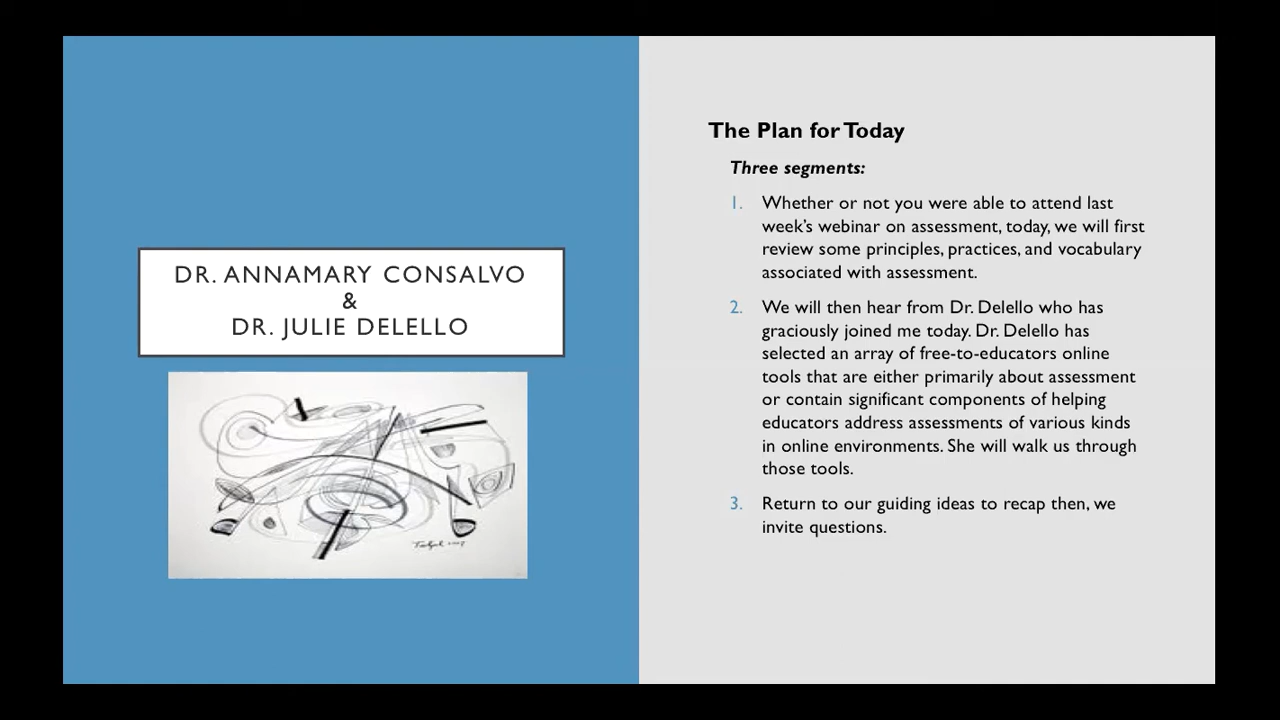 DR. ANNAMARY CONSALVO
&
DR. JULIE DELELLO
The Plan for Today
Three segments:
1. Whether or not you were able to attend last
week's webinar on assessment, today, we will first
review some principles, practices, and vocabulary
associated with assessment.
2. We will then hear from Dr. Delello who has
graciously joined me today. Dr. Delello has
selected an array of free-to-educators online
tools that are either primarily about assessment
or contain significant components of helping
educators address assessments of various kinds
in online environments. She will walk us through
those tools.
3. Return to our guiding ideas to recap then, we
invite questions.